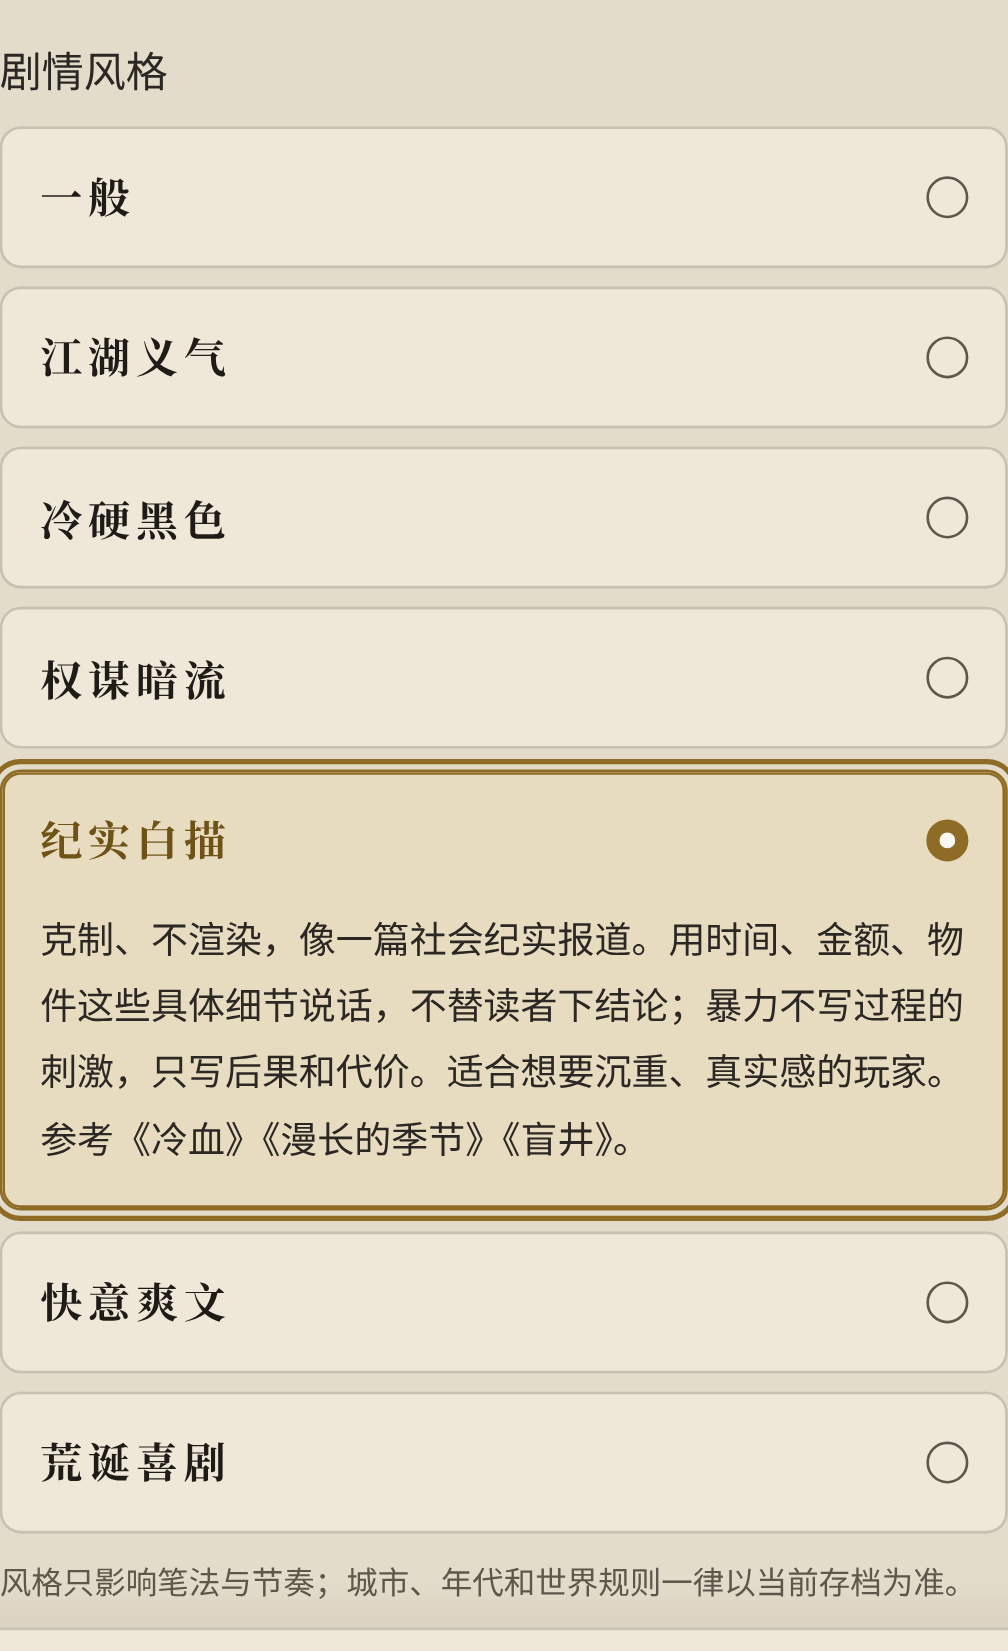 剧情风格
一般
江湖义气
冷硬黑色
权谋暗流
纪实白描
克制、不渲染，像一篇社会纪实报道。用时间、金额、物
件这些具体细节说话，不替读者下结论；暴力不写过程的
刺激，只写后果和代价。适合想要沉重、真实感的玩家。
参考《冷血》《漫长的季节》《盲井》。
快意爽文
荒诞喜剧
风格只影响笔法与节奏；城市、年代和世界规则一律以当前存档为准。